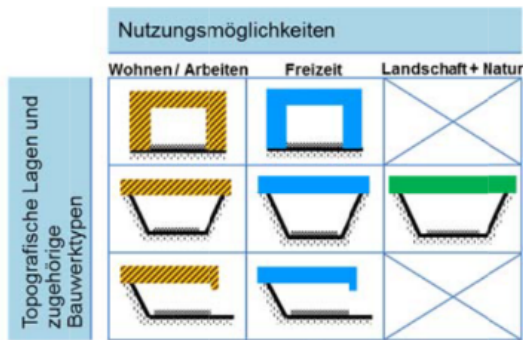 Nutzungsmöglichkeiten
Wohnen / Arbeiten Freizeit Landschaft + Natur
Topografische Lagen und
zugehörige
Bauwerktypen